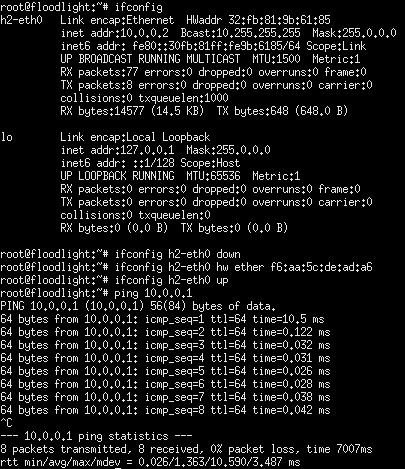 root@floodlight:~# ifconfig
h2-eth0   Link encap:Ethernet  HWaddr 32:fb:81:9b:61:85
          inet addr:10.0.0.2  Bcast:10.255.255.255  Mask:255.0.0.0
          inet6 addr: fe80::30fb:81ff:fe9b:6185/64 Scope:Link
          UP BROADCAST RUNNING MULTICAST  MTU:1500  Metric:1
          RX packets:77 errors:0 dropped:0 overruns:0 frame:0
          TX packets:8 errors:0 dropped:0 overruns:0 carrier:0
          collisions:0 txqueuelen:1000
          RX bytes:14577 (14.5 KB)  TX bytes:648 (648.0 B)
lo        Link encap:Local Loopback
          inet addr:127.0.0.1  Mask:255.0.0.0
          inet6 addr: ::1/128 Scope:Host
          UP LOOPBACK RUNNING  MTU:65536  Metric:1
          RX packets:0 errors:0 dropped:0 overruns:0 frame:0
          TX packets:0 errors:0 dropped:0 overruns:0 carrier:0
          collisions:0 txqueuelen:0
          RX bytes:0 (0.0 B)  TX bytes:0 (0.0 B)
root@floodlight:~# ifconfig h2-eth0 down
root@floodlight:~# ifconfig h2-eth0 hw ether f6:aa:5c:de:ad:a6
root@floodlight:~# ifconfig h2-eth0 up
root@floodlight:~# ping 10.0.0.1
PING 10.0.0.1 (10.0.0.1) 56(84) bytes of data.
64 bytes from 10.0.0.1: icmp_seq=1 ttl=64 time=10.5 ms
64 bytes from 10.0.0.1: icmp_seq=2 ttl=64 time=0.122 ms
64 bytes from 10.0.0.1: icmp_seq=3 ttl=64 time=0.032 ms
64 bytes from 10.0.0.1: icmp_seq=4 ttl=64 time=0.031 ms
64 bytes from 10.0.0.1: icmp_seq=5 ttl=64 time=0.026 ms
64 bytes from 10.0.0.1: icmp_seq=6 ttl=64 time=0.028 ms
64 bytes from 10.0.0.1: icmp_seq=7 ttl=64 time=0.038 ms
64 bytes from 10.0.0.1: icmp_seq=8 ttl=64 time=0.042 ms
^C
--- 10.0.0.1 ping statistics ---
8 packets transmitted, 8 received, 0% packet loss, time 7007ms
rtt min/avg/max/mdev = 0.026/1.363/10.590/3.487 ms